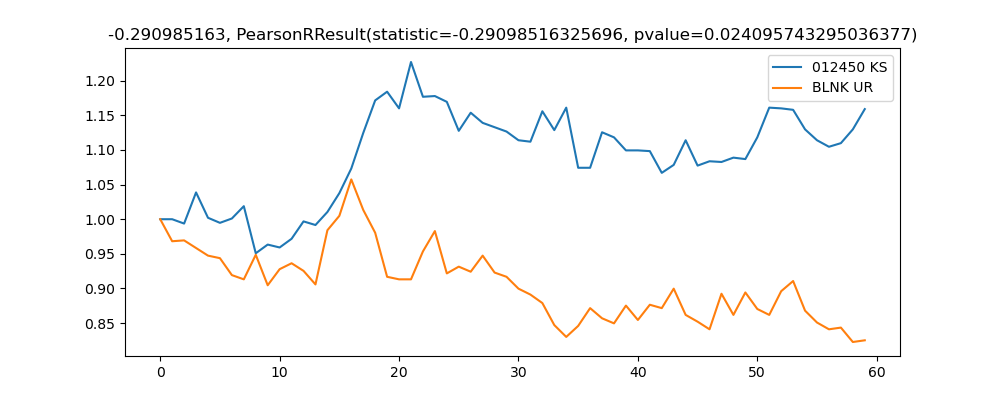 -0.290985163, PearsonRResult(statistic=-0.29098516325696, pvalue=0.024095743295036377)
012450 KS
BLNK UR
1.20
1.15
1.10
1.05
1.00
0.95
0.90
0.85
0 10 20 30 40 50 60